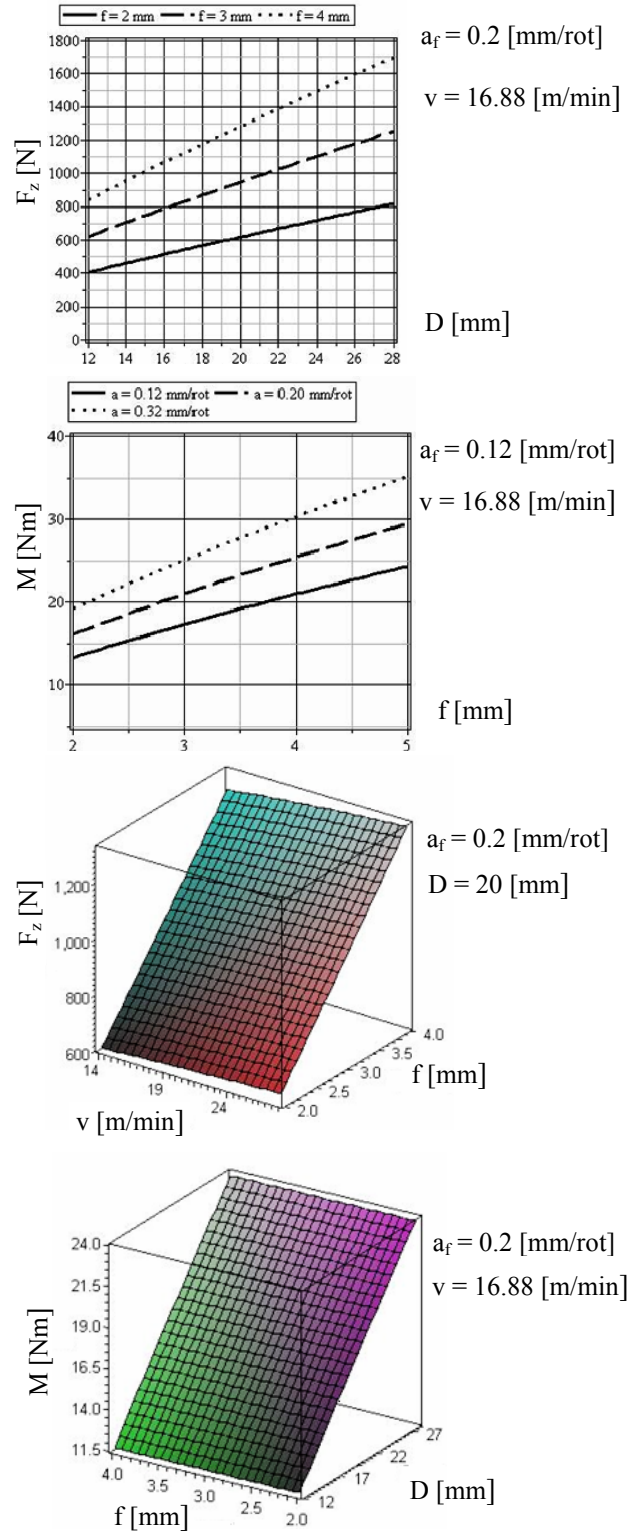 f = 2 mm f = 3 mm f = 4 mm
a_f = 0.2 [mm/rot]
v = 16.88 [m/min]
1800
1600
1400
1200
1000
800
600
400
200
0
F_z [N]
12 14 16 18 20 22 24 26 28
D [mm]
a = 0.12 mm/rot a = 0.20 mm/rot
a = 0.32 mm/rot
a_f = 0.12 [mm/rot]
v = 16.88 [m/min]
40
30
20
10
M [Nm]
2 3 4 5
f [mm]
a_f = 0.2 [mm/rot]
D = 20 [mm]
1,200
1,000
800
600
F_z [N]
14 19 24
v [m/min]
2.0 2.5 3.0 3.5 4.0
f [mm]
a_f = 0.2 [mm/rot]
v = 16.88 [m/min]
24.0
21.5
19.0
16.5
14.0
11.5
M [Nm]
4.0 3.5 3.0 2.5 2.0
f [mm]
12 17 22 27
D [mm]